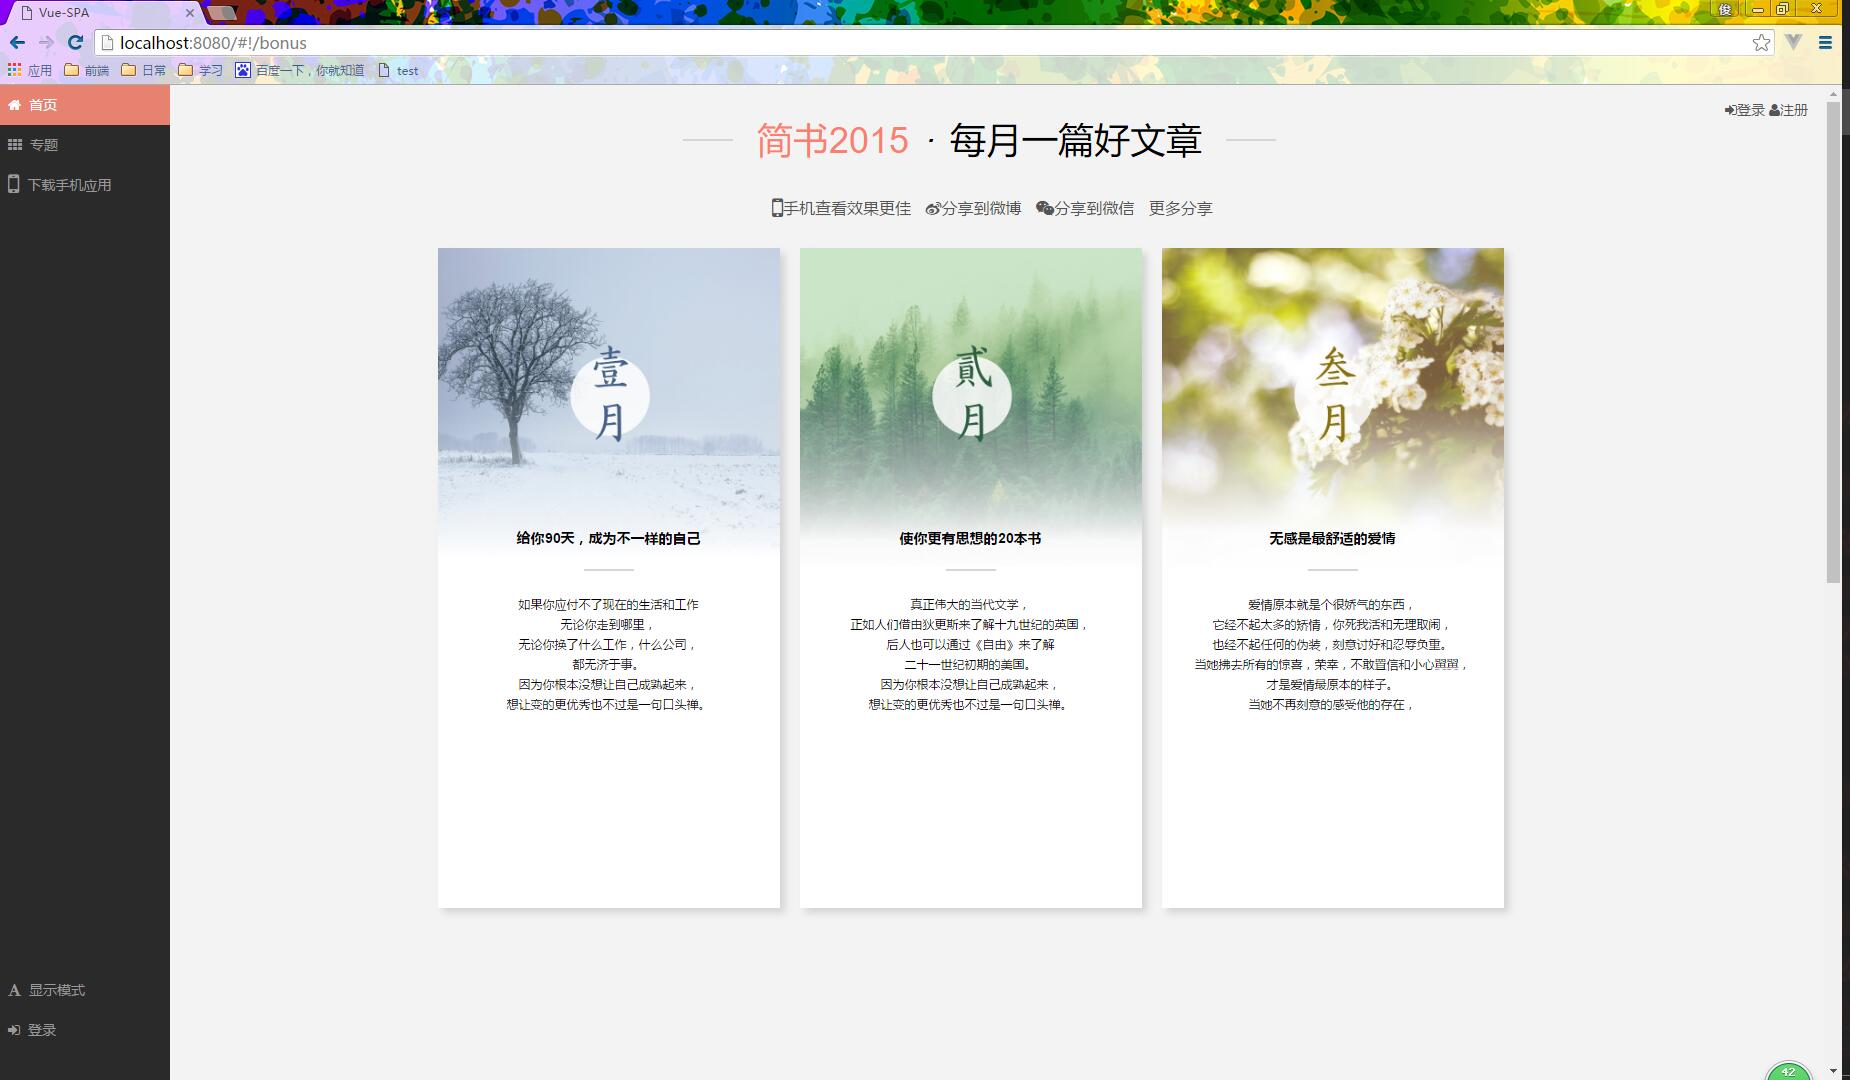 Vue-SPA
俊
localhost:8080/#!/bonus
应用 前端 日常 学习 百度一下，你就知道 test
首页
专题
下载手机应用
登录 注册
简书2015 · 每月一篇好文章
手机查看效果更佳 分享到微博 分享到微信 更多分享
壹月
给你90天，成为不一样的自己
如果你应付不了现在的生活和工作
无论你走到哪里，
无论你换了什么工作，什么公司，
都无济于事。
因为你根本没想让自己成熟起来，
想让变的更优秀也不过是一句口头禅。
貳月
使你更有思想的20本书
真正伟大的当代文学，
正如人们借由狄更斯来了解十九世纪的英国，
后人也可以通过《自由》来了解
二十一世纪初期的美国。
因为你根本没想让自己成熟起来，
想让变的更优秀也不过是一句口头禅。
叁月
无感是最舒适的爱情
爱情原本就是个很娇气的东西，
它经不起太多的矫情，你死我活和无理取闹，
也经不起任何的伪装，刻意讨好和忍辱负重。
当她拂去所有的惊喜，荣幸，不敢置信和小心翼翼，
才是爱情最原本的样子。
当她不再刻意的感受他的存在，
显示模式
登录
42